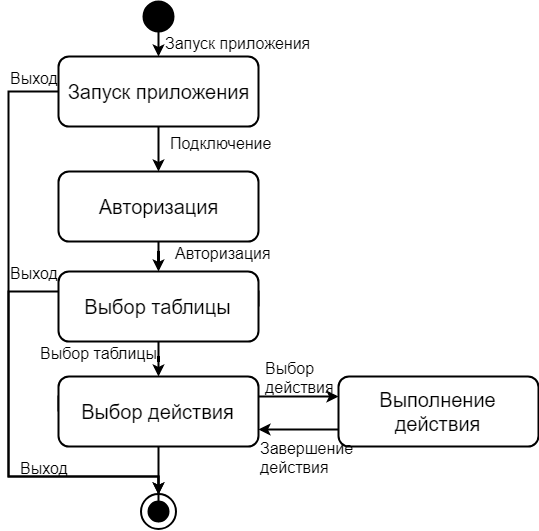 Запуск приложения
Выход
Запуск приложения
Подключение
Авторизация
Авторизация
Выход
Выбор таблицы
Выбор таблицы
Выбор
действия
Выбор действия
Выполнение
действия
Завершение
действия
Выход